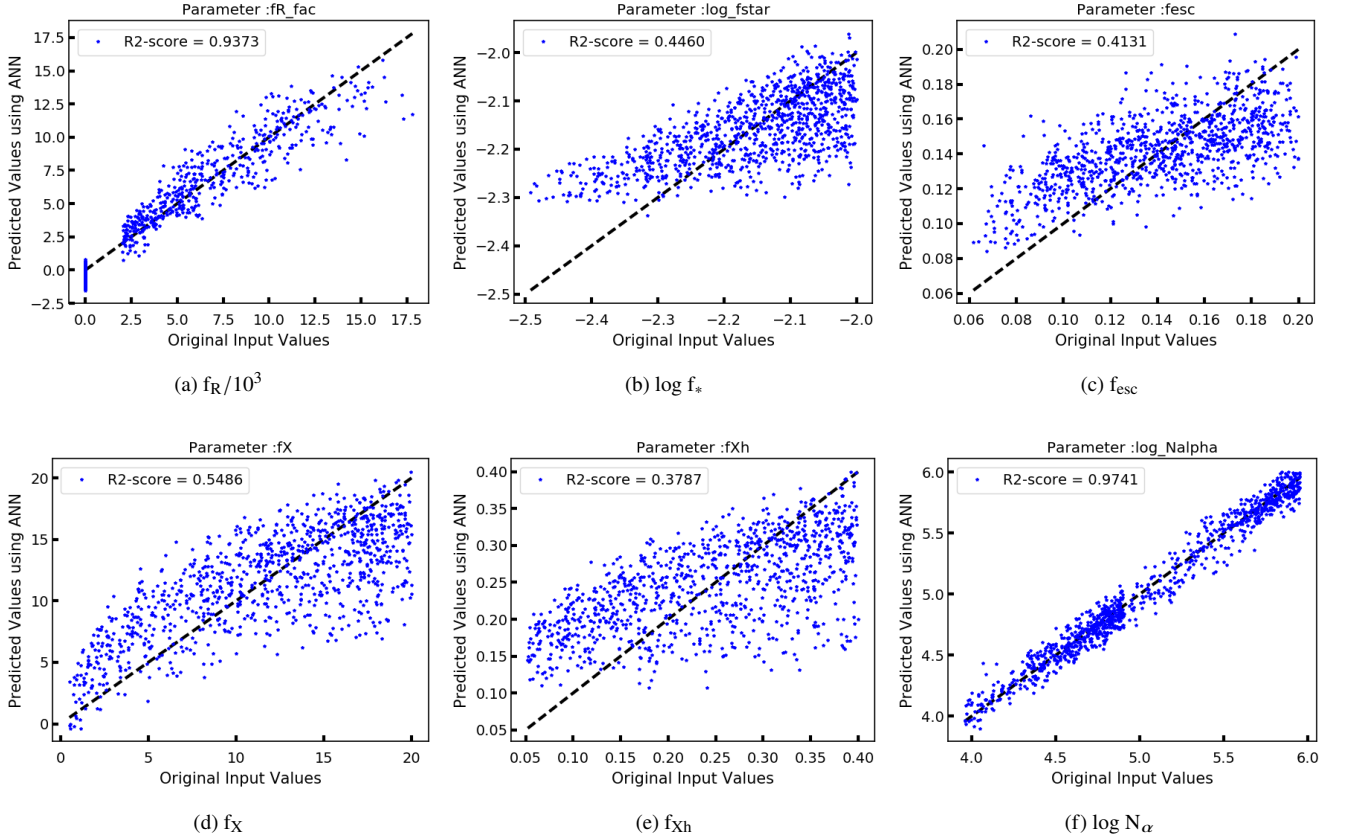 Parameter :fR_fac
R2-score = 0.9373
17.5
15.0
12.5
10.0
7.5
5.0
2.5
0.0
−2.5
Predicted Values using ANN
0.0 2.5 5.0 7.5 10.0 12.5 15.0 17.5
Original Input Values
(a) fR/10³
Parameter :log_fstar
R2-score = 0.4460
−2.0
−2.1
−2.2
−2.3
−2.4
−2.5
Predicted Values using ANN
−2.5 −2.4 −2.3 −2.2 −2.1 −2.0
Original Input Values
(b) log f*
Parameter :fesc
R2-score = 0.4131
0.20
0.18
0.16
0.14
0.12
0.10
0.08
0.06
Predicted Values using ANN
0.06 0.08 0.10 0.12 0.14 0.16 0.18 0.20
Original Input Values
(c) fesc
Parameter :fX
R2-score = 0.5486
20
15
10
5
0
Predicted Values using ANN
0 5 10 15 20
Original Input Values
(d) fX
Parameter :fXh
R2-score = 0.3787
0.40
0.35
0.30
0.25
0.20
0.15
0.10
0.05
Predicted Values using ANN
0.05 0.10 0.15 0.20 0.25 0.30 0.35 0.40
Original Input Values
(e) fXh
Parameter :log_Nalpha
R2-score = 0.9741
6.0
5.5
5.0
4.5
4.0
Predicted Values using ANN
4.0 4.5 5.0 5.5 6.0
Original Input Values
(f) log Nα